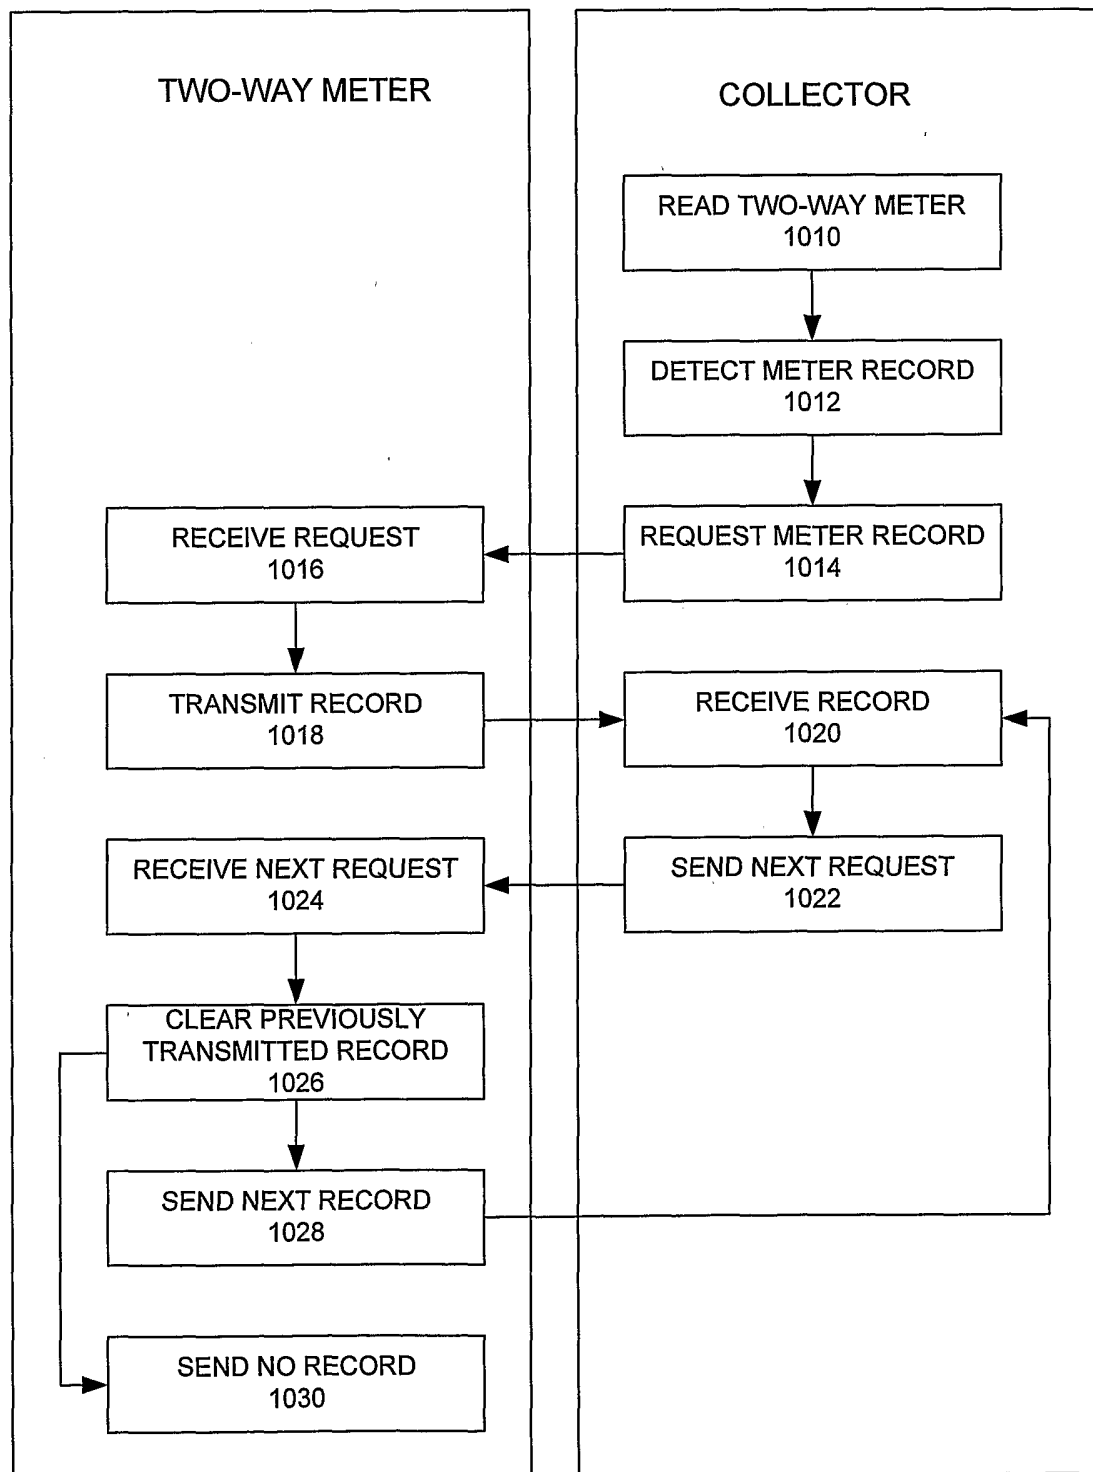 TWO-WAY METER
COLLECTOR
READ TWO-WAY METER
1010
DETECT METER RECORD
1012
REQUEST METER RECORD
1014
RECEIVE REQUEST
1016
TRANSMIT RECORD
1018
RECEIVE RECORD
1020
SEND NEXT REQUEST
1022
RECEIVE NEXT REQUEST
1024
CLEAR PREVIOUSLY
TRANSMITTED RECORD
1026
SEND NEXT RECORD
1028
SEND NO RECORD
1030